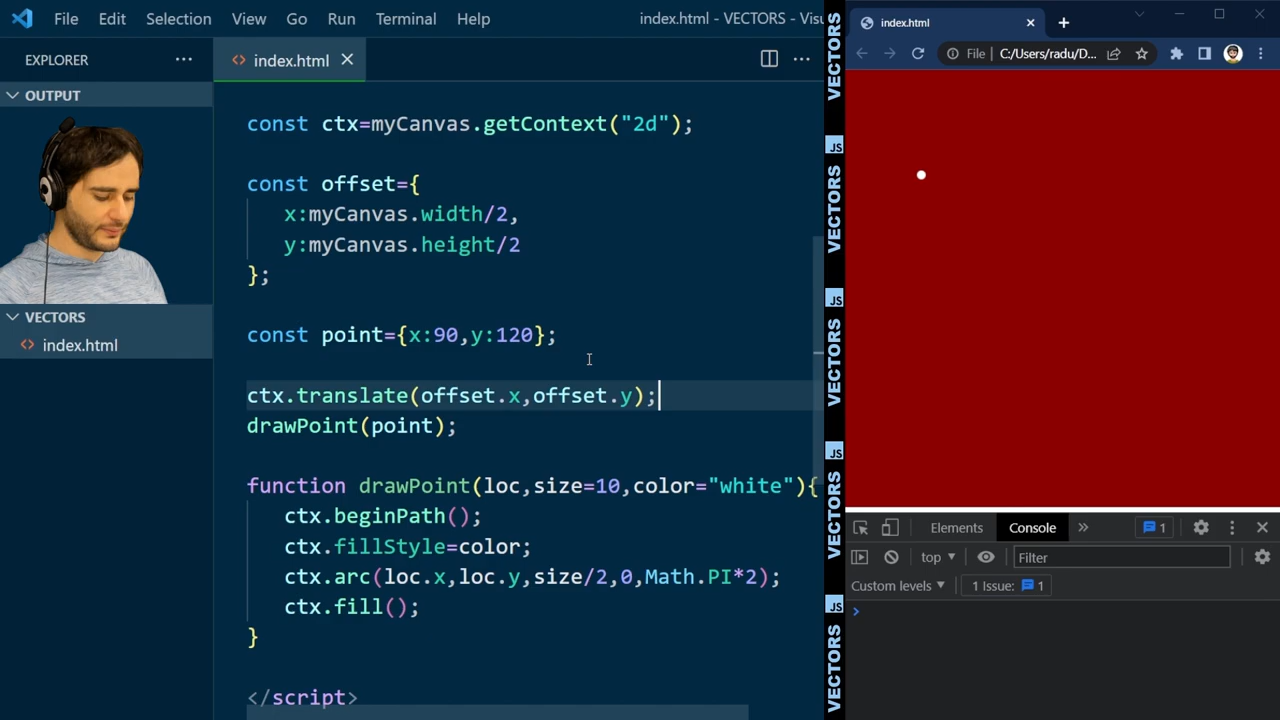 File Edit Selection View Go Run Terminal Help index.html - VECTORS - Visu
EXPLORER
index.html
OUTPUT
VECTORS
index.html
const ctx=myCanvas.getContext("2d");
const offset={
x:myCanvas.width/2,
y:myCanvas.height/2
};
const point={x:90,y:120};
ctx.translate(offset.x,offset.y);
drawPoint(point);
function drawPoint(loc,size=10,color="white"){
ctx.beginPath();
ctx.fillStyle=color;
ctx.arc(loc.x,loc.y,size/2,0,Math.PI*2);
ctx.fill();
}
</script>
VECTORS
JS
VECTORS
JS
VECTORS
JS
VECTORS
JS
VECTORS
index.html
File C:/Users/radu/D...
Elements Console 1
top Filter
Custom levels 1 Issue: 1